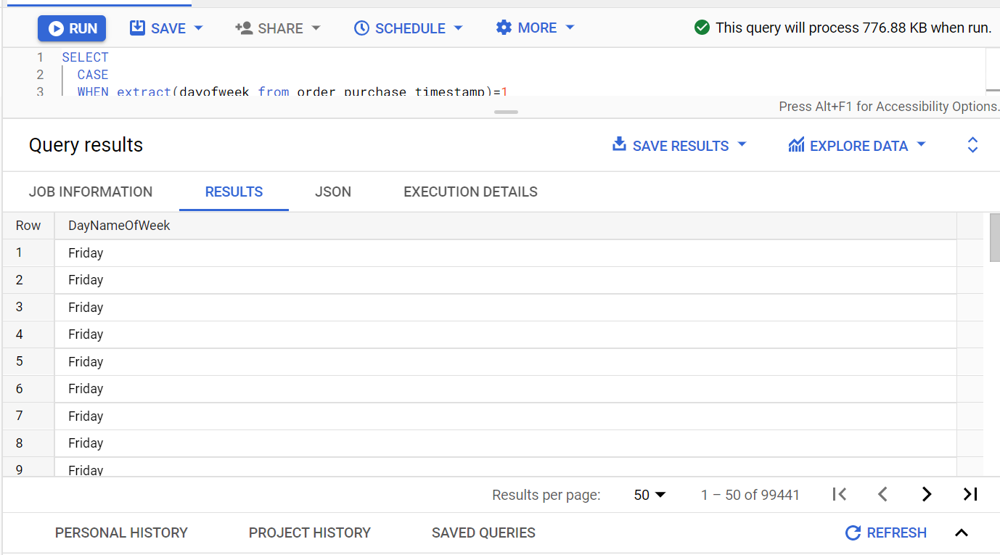 RUN SAVE SHARE SCHEDULE MORE This query will process 776.88 KB when run.
1 SELECT
2 CASE
3 WHEN extract(dayofweek from order_purchase_timestamp)=1
Press Alt+F1 for Accessibility Options.
Query results SAVE RESULTS EXPLORE DATA
JOB INFORMATION RESULTS JSON EXECUTION DETAILS
Row DayNameOfWeek
1 Friday
2 Friday
3 Friday
4 Friday
5 Friday
6 Friday
7 Friday
8 Friday
9 Friday
Results per page: 50 1 – 50 of 99441
PERSONAL HISTORY PROJECT HISTORY SAVED QUERIES REFRESH